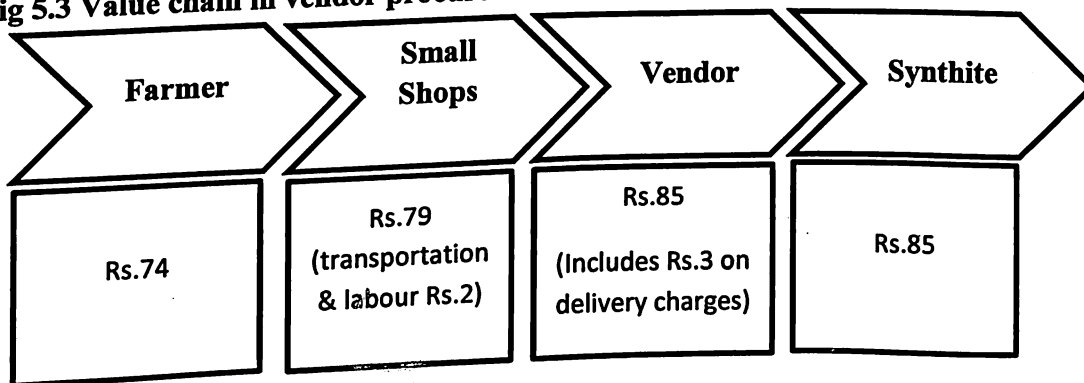 5.3 Value chain in vendor
Farmer
Small
Shops
Vendor
Synthite
Rs.74
Rs.79
(transportation
& labour Rs.2)
Rs.85
(Includes Rs.3 on
delivery charges)
Rs.85